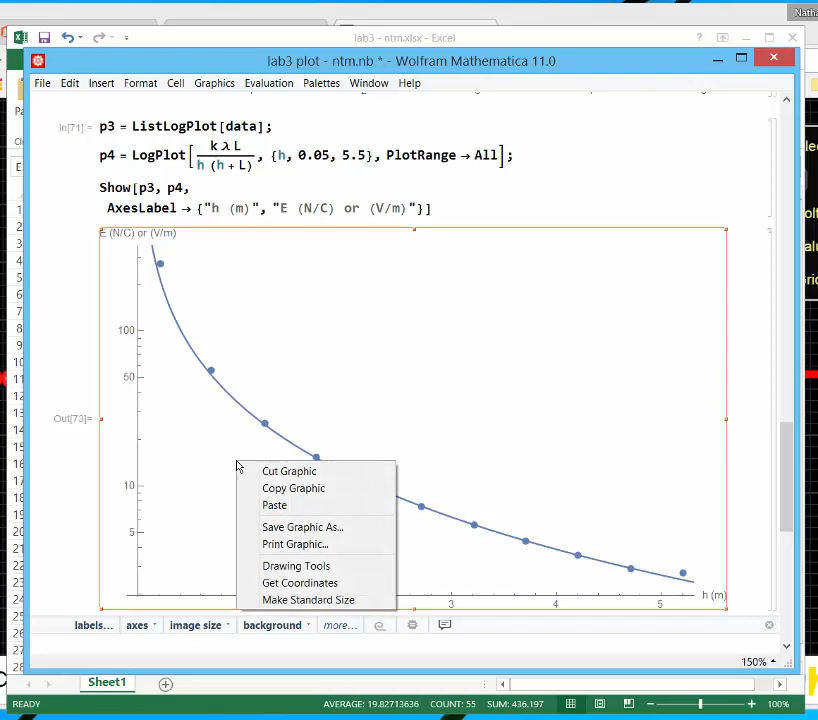 Natha
ntm.xlsx - Excel
lab3 plot - ntm.nb * - Wolfram Mathematica 11.0
File Edit Insert Format Cell Graphics Evaluation Palettes Window Help
In[71]:= p3 = ListLogPlot[data];
p4 = LogPlot[ k λ L / h (h + L) , {h, 0.05, 5.5}, PlotRange → All];
Show[p3, p4,
AxesLabel → {"h (m)", "E (N/C) or (V/m)"}]
E (N/C) or (V/m)
100
50
Out[73]=
10
5
3 4 5 h (m)
Cut Graphic
Copy Graphic
Paste
Save Graphic As...
Print Graphic...
Drawing Tools
Get Coordinates
Make Standard Size
labels... axes image size background more...
150%
Sheet1
READY AVERAGE: 19.82713636 COUNT: 55 SUM: 436.197 100%